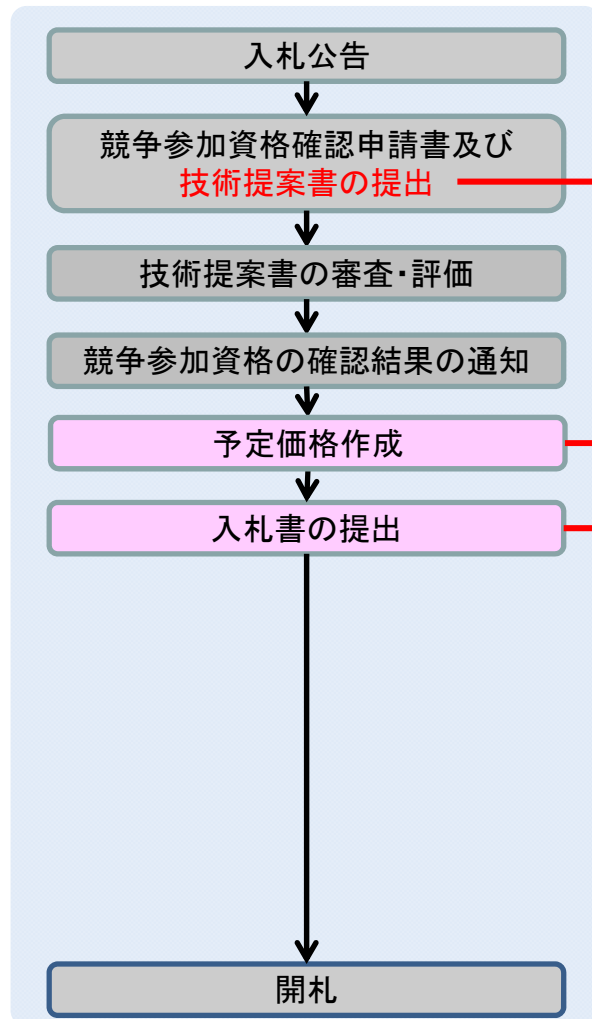 入札公告
競争参加資格確認申請書及び
技術提案書の提出
技術提案書の審査・評価
競争参加資格の確認結果の通知
予定価格作成
入札書の提出
開札